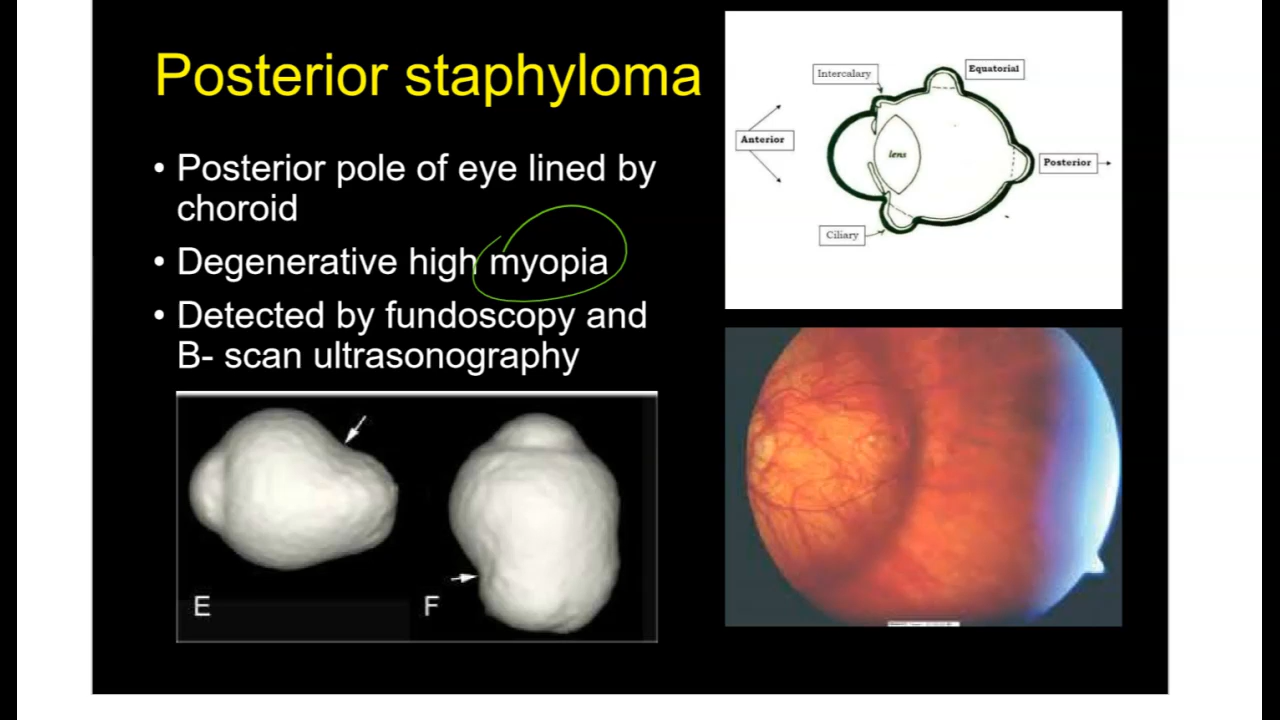 Posterior staphyloma
• Posterior pole of eye lined by
choroid
• Degenerative high myopia
• Detected by fundoscopy and
B- scan ultrasonography
E
F
Intercalary
Equatorial
Anterior
lens
Posterior
Ciliary